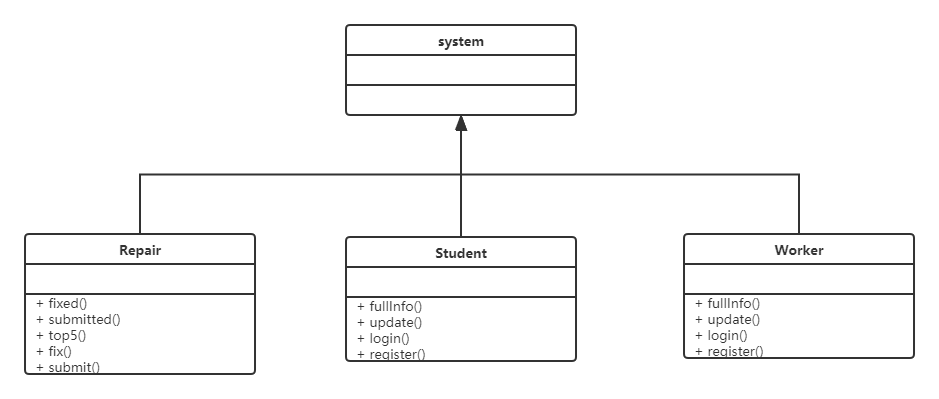 system
Repair
+ fixed()
+ submitted()
+ top5()
+ fix()
+ submit()
Student
+ fullInfo()
+ update()
+ login()
+ register()
Worker
+ fullInfo()
+ update()
+ login()
+ register()